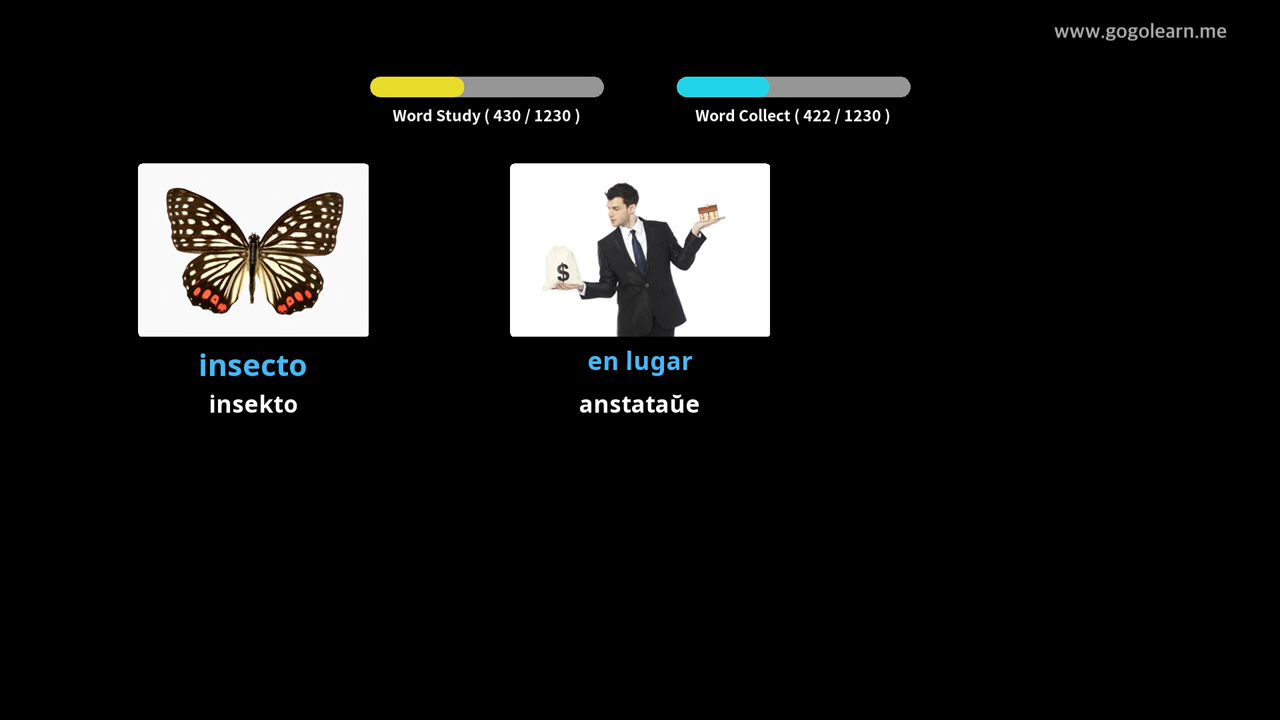 www.gogolearn.me
Word Study ( 430 / 1230 )
Word Collect ( 422 / 1230 )
$
insecto
insekto
en lugar
anstataŭe